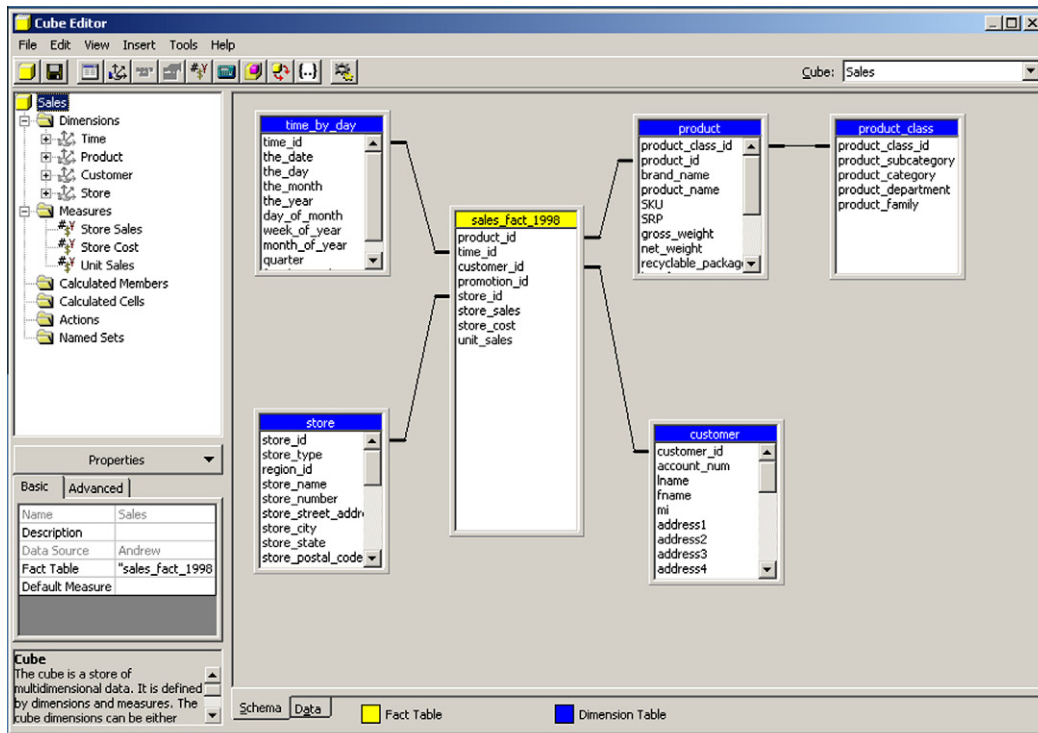 Cube Editor
File Edit View Insert Tools Help
Cube: Sales
Sales
Dimensions
Time
Product
Customer
Store
Measures
Store Sales
Store Cost
Unit Sales
Calculated Members
Calculated Cells
Actions
Named Sets
Properties
Basic Advanced
Name Sales
Description
Data Source Andrew
Fact Table "sales_fact_1998
Default Measure
Cube
The cube is a store of
multidimensional data. It is defined
by dimensions and measures. The
cube dimensions can be either
time_by_day
time_id
the_date
the_day
the_month
the_year
day_of_month
week_of_year
month_of_year
quarter
store
store_id
store_type
region_id
store_name
store_number
store_street_addr
store_city
store_state
store_postal_code
sales_fact_1998
product_id
time_id
customer_id
promotion_id
store_id
store_sales
store_cost
unit_sales
product
product_class_id
product_id
brand_name
product_name
SKU
SRP
gross_weight
net_weight
recyclable_package
product_class
product_class_id
product_subcategory
product_category
product_department
product_family
customer
customer_id
account_num
lname
fname
mi
address1
address2
address3
address4
Schema Data Fact Table Dimension Table